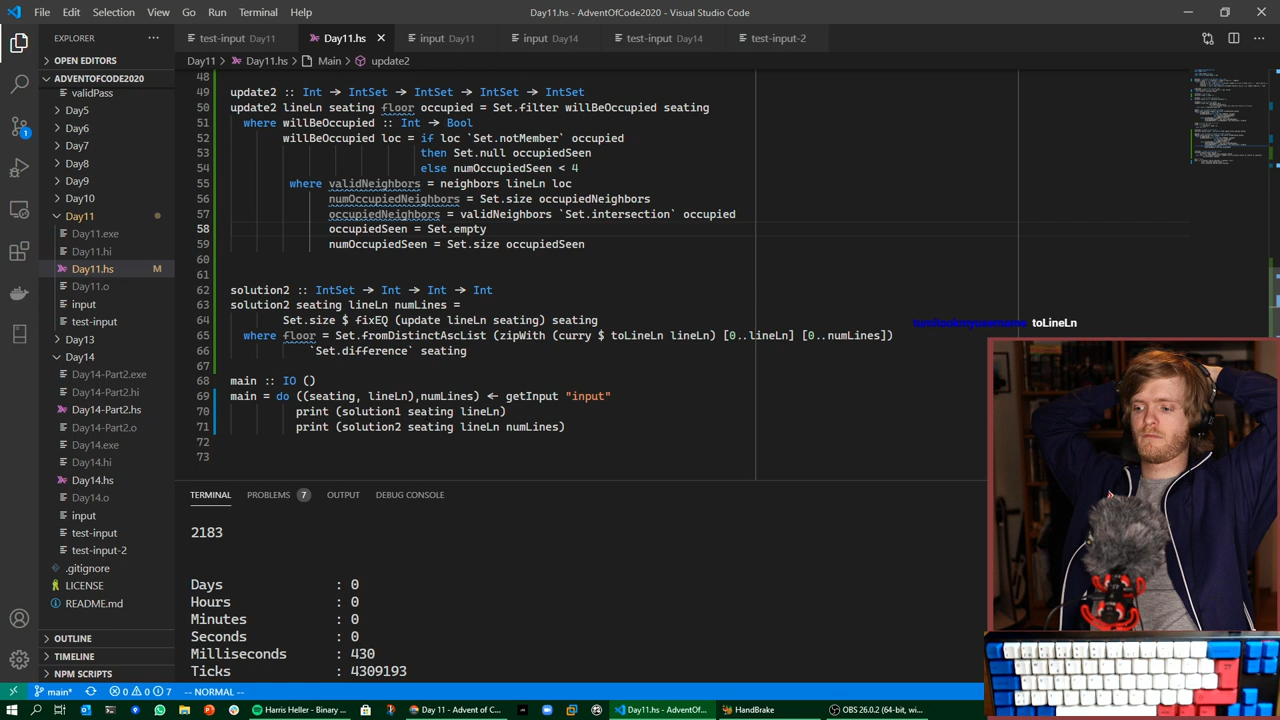 File Edit Selection View Go Run Terminal Help
Day11.hs - AdventOfCode2020 - Visual Studio Code
EXPLORER
OPEN EDITORS
ADVENTOFCODE2020
validPass
Day5
Day6
Day7
Day8
Day9
Day10
Day11
Day11.exe
Day11.hi
Day11.hs M
Day11.o
input
test-input
Day13
Day14
Day14-Part2.exe
Day14-Part2.hi
Day14-Part2.hs
Day14-Part2.o
Day14.exe
Day14.hi
Day14.hs
Day14.o
input
test-input
test-input-2
.gitignore
LICENSE
README.md
OUTLINE
TIMELINE
NPM SCRIPTS
1
test-input Day11 Day11.hs input Day11 input Day14 test-input Day14 test-input-2
Day11 > Day11.hs > Main > update2
48
49 update2 :: Int → IntSet → IntSet → IntSet → IntSet
50 update2 lineLn seating floor occupied = Set.filter willBeOccupied seating
51 where willBeOccupied :: Int → Bool
52 willBeOccupied loc = if loc `Set.notMember` occupied
53 then Set.null occupiedSeen
54 else numOccupiedSeen < 4
55 where validNeighbors = neighbors lineLn loc
56 numOccupiedNeighbors = Set.size occupiedNeighbors
57 occupiedNeighbors = validNeighbors `Set.intersection` occupied
58 occupiedSeen = Set.empty
59 numOccupiedSeen = Set.size occupiedSeen
60
61
62 solution2 :: IntSet → Int → Int → Int
63 solution2 seating lineLn numLines =
64 Set.size $ fixEQ (update lineLn seating) seating
65 where floor = Set.fromDistinctAscList (zipWith (curry $ toLineLn lineLn) [0..lineLn] [0..numLines])
66 `Set.difference` seating
67
68 main :: IO ()
69 main = do ((seating, lineLn),numLines) ← getInput "input"
70 print (solution1 seating lineLn)
71 print (solution2 seating lineLn numLines)
72
73
toLineLn
TERMINAL PROBLEMS 7 OUTPUT DEBUG CONSOLE
2183
Days : 0
Hours : 0
Minutes : 0
Seconds : 0
Milliseconds : 430
Ticks : 4309193
main* 0 0 7 -- NORMAL --
Harris Heller - Binary ... Day 11 - Advent of C... Day11.hs - AdventOf... HandBrake OBS 26.0.2 (64-bit, wi...